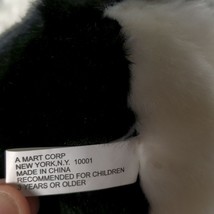 A MART CORP
NEW YORK,N.Y. 10001
MADE IN CHINA
RECOMMENDED FOR CHILDREN
YEARS OR OLDER